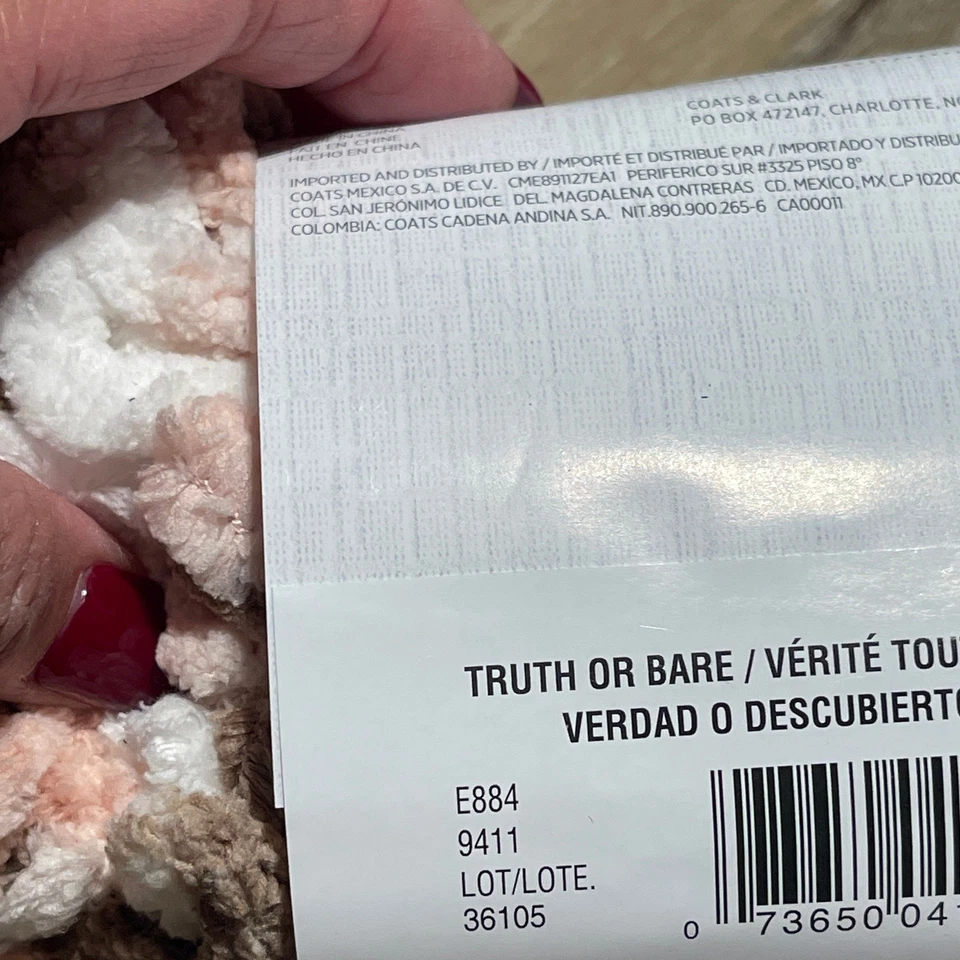 COATS & CLARK
PO BOX 472147, CHARLOTTE, NC
IN CHINA
FAIT EN CHINE
HECHO EN CHINA
IMPORTED AND DISTRIBUTED BY / IMPORTÉ ET DISTRIBUÉ PAR / IMPORTADO Y DISTRIBU
COATS MEXICO S.A. DE C.V. CME891127EA1 PERIFERICO SUR #3325 PISO 8°
COL. SAN JERÓNIMO LIDICE DEL. MAGDALENA CONTRERAS CD. MEXICO, MX C.P 10200
COLOMBIA: COATS CADENA ANDINA S.A. NIT.890.900.265-6 CA00011
TRUTH OR BARE / VÉRITÉ TOU
VERDAD O DESCUBIERTO
E884
9411
LOT/LOTE.
36105
0 73650 04